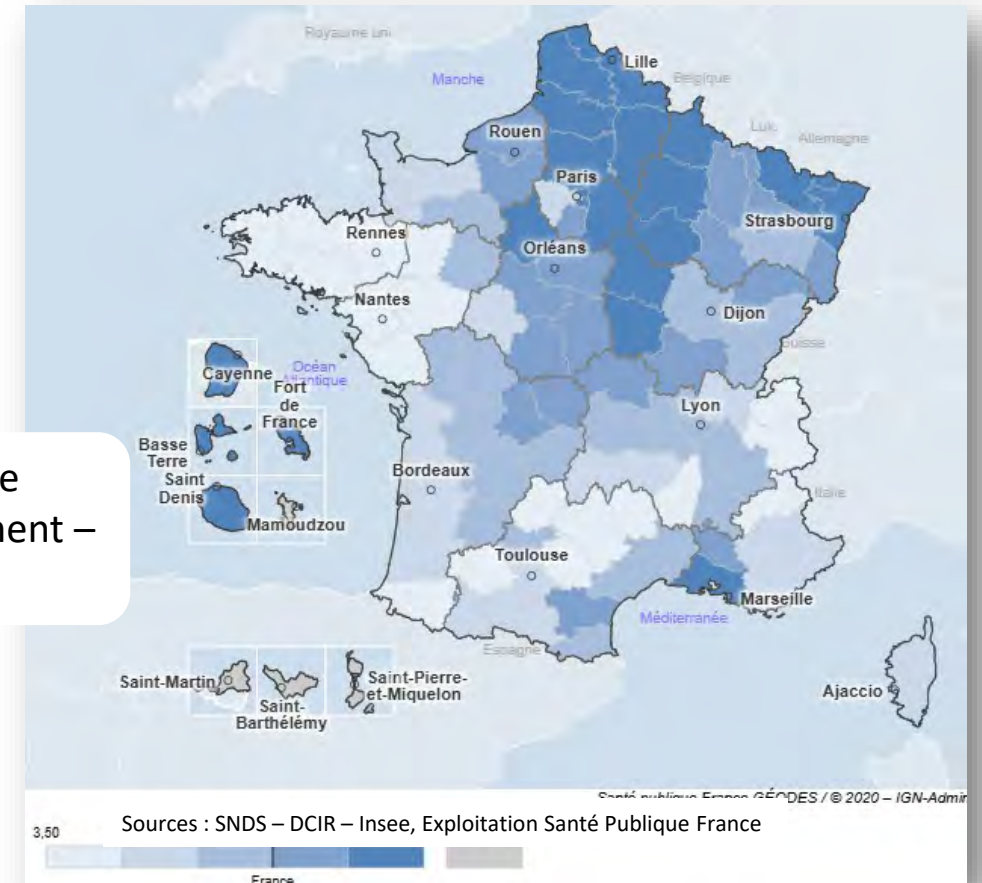 Royaume uni
Lille
Manche
Belgique
Rouen
Luk.
Allemagne
Paris
Strasbourg
Rennes
Orléans
Nantes
Dijon
Suisse
Cayenne
Océan
Atlantique
Fort
de
France
Lyon
Basse
Terre
Saint
Denis
Bordeaux
Italie
Mamoudzou
e
ment –
Toulouse
Marseille
Méditerranée
Espagne
Saint-Martin
Saint-
Barthélémy
Saint-Pierre-
et-Miquelon
Ajaccio
Santé publique France GÉODES / © 2020 – IGN-Admin
Sources : SNDS – DCIR – Insee, Exploitation Santé Publique France
3,50
France